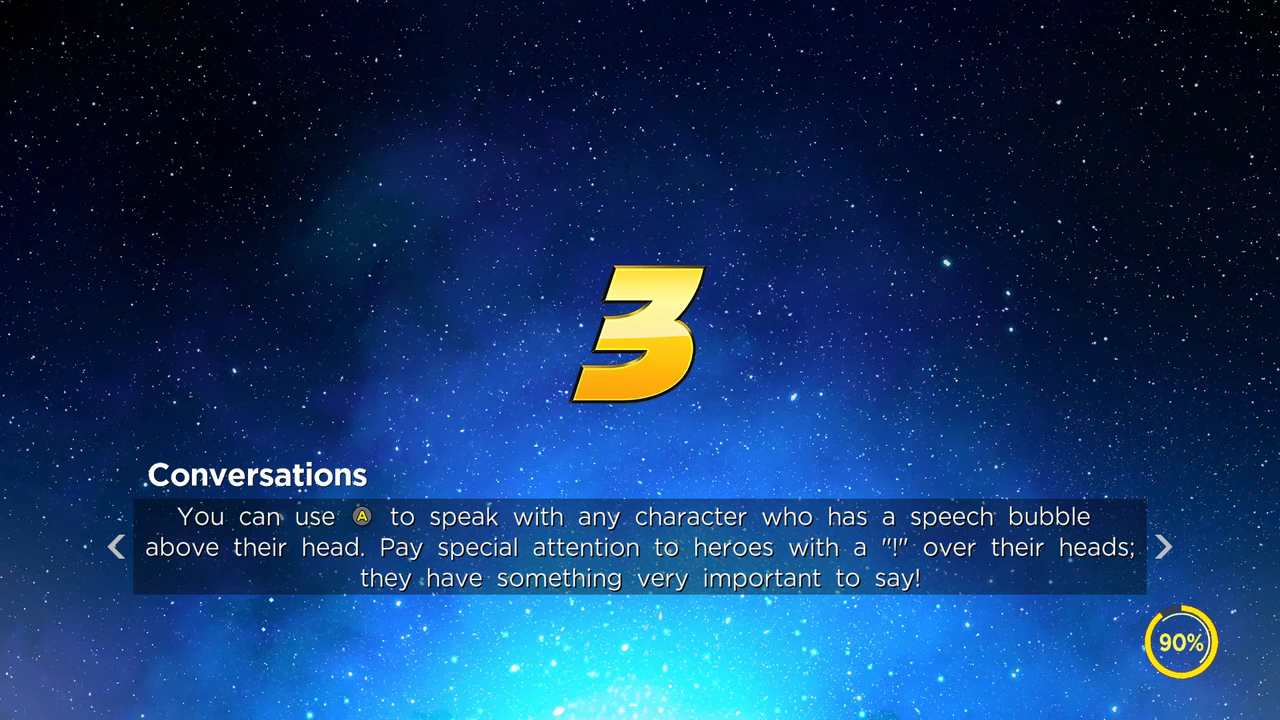 3
Conversations
You can use A to speak with any character who has a speech bubble
above their head. Pay special attention to heroes with a "!" over their heads;
they have something very important to say!
90%